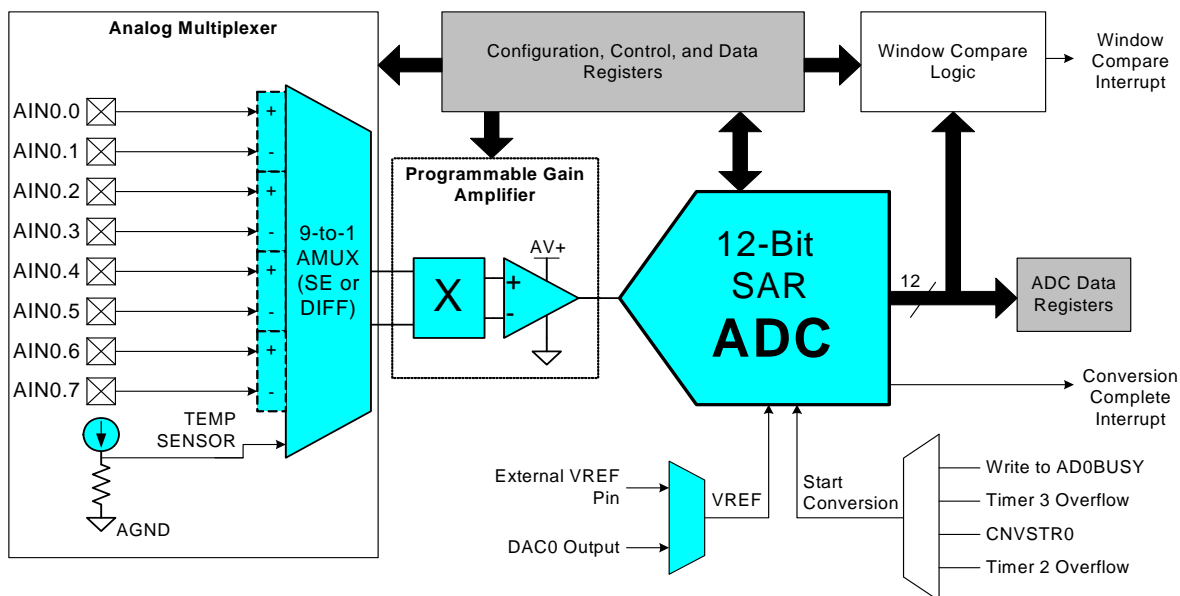 Analog Multiplexer
AIN0.0
AIN0.1
AIN0.2
AIN0.3
AIN0.4
AIN0.5
AIN0.6
AIN0.7
+
-
+
-
+
-
+
-
9-to-1
AMUX
(SE or
DIFF)
TEMP
SENSOR
AGND
Configuration, Control, and Data
Registers
Window Compare
Logic
Window
Compare
Interrupt
Programmable Gain
Amplifier
X
+
-
AV+
12-Bit
SAR
ADC
12
ADC Data
Registers
Conversion
Complete
Interrupt
External VREF
Pin
DAC0 Output
VREF
Start
Conversion
Write to AD0BUSY
Timer 3 Overflow
CNVSTR0
Timer 2 Overflow